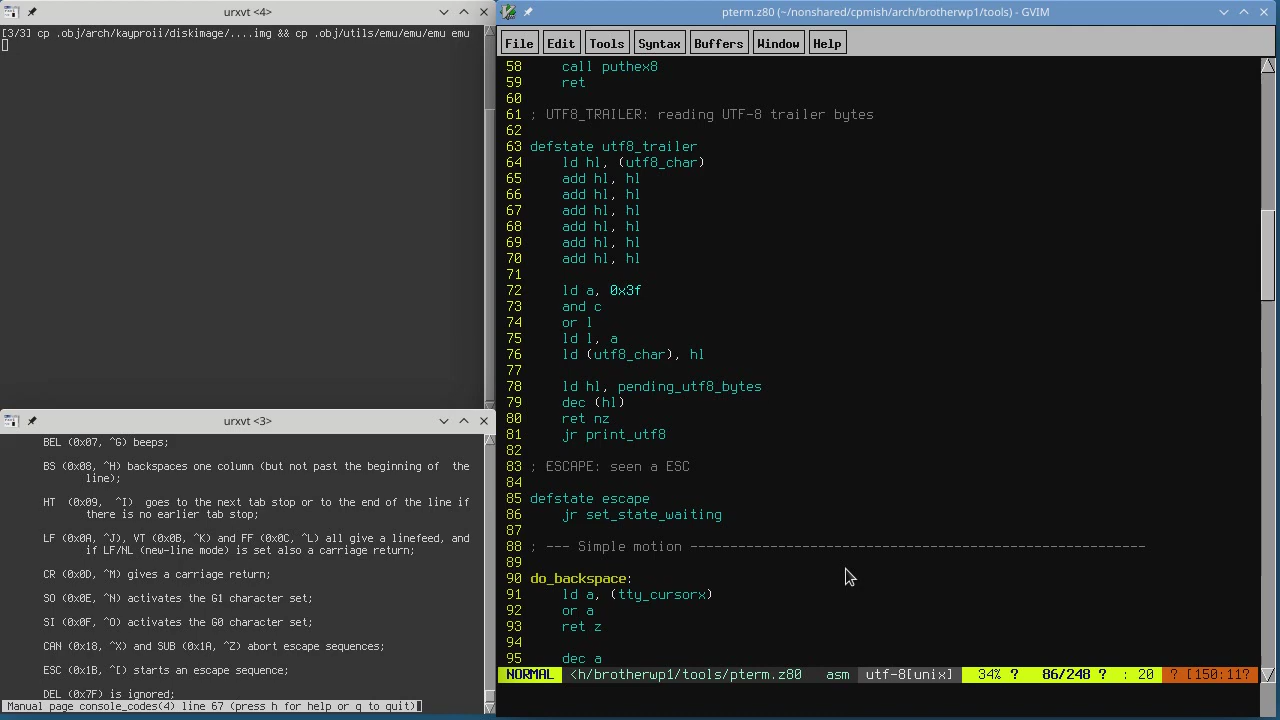 urxvt <4>
[3/3] cp .obj/arch/kayproii/diskimage/....img && cp .obj/utils/emu/emu/emu emu
urxvt <3>
BEL (0x07, ^G) beeps;
BS (0x08, ^H) backspaces one column (but not past the beginning of  the
line);
HT  (0x09, ^I)  goes to the next tab stop or to the end of the line if
there is no earlier tab stop;
LF (0x0A, ^J), VT (0x0B, ^K) and FF (0x0C, ^L) all give a linefeed, and
if LF/NL (new-line mode) is set also a carriage return;
CR (0x0D, ^M) gives a carriage return;
SO (0x0E, ^N) activates the G1 character set;
SI (0x0F, ^O) activates the G0 character set;
CAN (0x18, ^X) and SUB (0x1A, ^Z) abort escape sequences;
ESC (0x1B, ^[) starts an escape sequence;
DEL (0x7F) is ignored;
Manual page console_codes(4) line 67 (press h for help or q to quit)
pterm.z80 (~/nonshared/cpmish/arch/brotherwp1/tools) - GVIM
File Edit Tools Syntax Buffers Window Help
58     call puthex8
59     ret
60
61 ; UTF8_TRAILER: reading UTF-8 trailer bytes
62
63 defstate utf8_trailer
64     ld hl, (utf8_char)
65     add hl, hl
66     add hl, hl
67     add hl, hl
68     add hl, hl
69     add hl, hl
70     add hl, hl
71
72     ld a, 0x3f
73     and c
74     or l
75     ld l, a
76     ld (utf8_char), hl
77
78     ld hl, pending_utf8_bytes
79     dec (hl)
80     ret nz
81     jr print_utf8
82
83 ; ESCAPE: seen a ESC
84
85 defstate escape
86     jr set_state_waiting
87
88 ; --- Simple motion ---------------------------------------------------------
89
90 do_backspace:
91     ld a, (tty_cursorx)
92     or a
93     ret z
94
95     dec a
NORMAL <h/brotherwp1/tools/pterm.z80 asm utf-8[unix] 34% ? 86/248 ? : 20 ? [150:11?